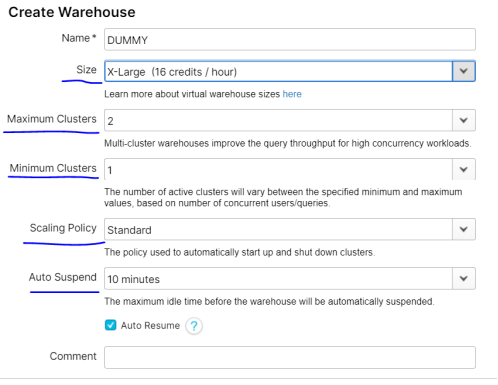 Create Warehouse
Name* DUMMY
Size X-Large (16 credits / hour)
Learn more about virtual warehouse sizes here
Maximum Clusters 2
Multi-cluster warehouses improve the query throughput for high concurrency workloads.
Minimum Clusters 1
The number of active clusters will vary between the specified minimum and maximum
values, based on number of concurrent users/queries.
Scaling Policy Standard
The policy used to automatically start up and shut down clusters.
Auto Suspend 10 minutes
The maximum idle time before the warehouse will be automatically suspended.
Auto Resume ?
Comment